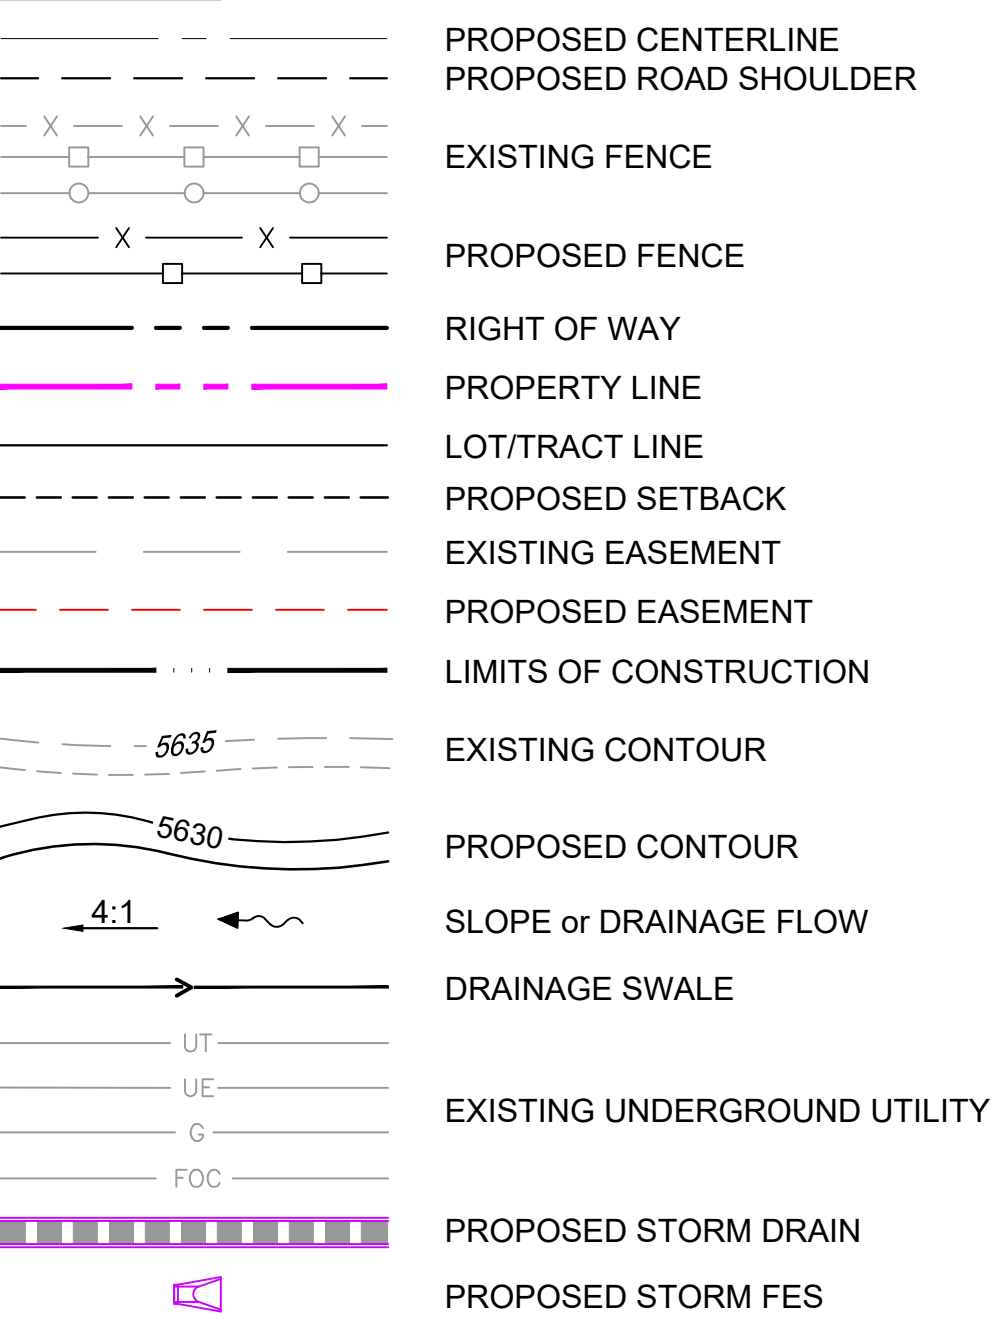 PROPOSED CENTERLINE
PROPOSED ROAD SHOULDER
X X X X
EXISTING FENCE
X X
PROPOSED FENCE
RIGHT OF WAY
PROPERTY LINE
LOT/TRACT LINE
PROPOSED SETBACK
EXISTING EASEMENT
PROPOSED EASEMENT
LIMITS OF CONSTRUCTION
5635 EXISTING CONTOUR
5630 PROPOSED CONTOUR
4:1 SLOPE or DRAINAGE FLOW
DRAINAGE SWALE
UT
UE
EXISTING UNDERGROUND UTILITY
G
FOC
PROPOSED STORM DRAIN
PROPOSED STORM FES